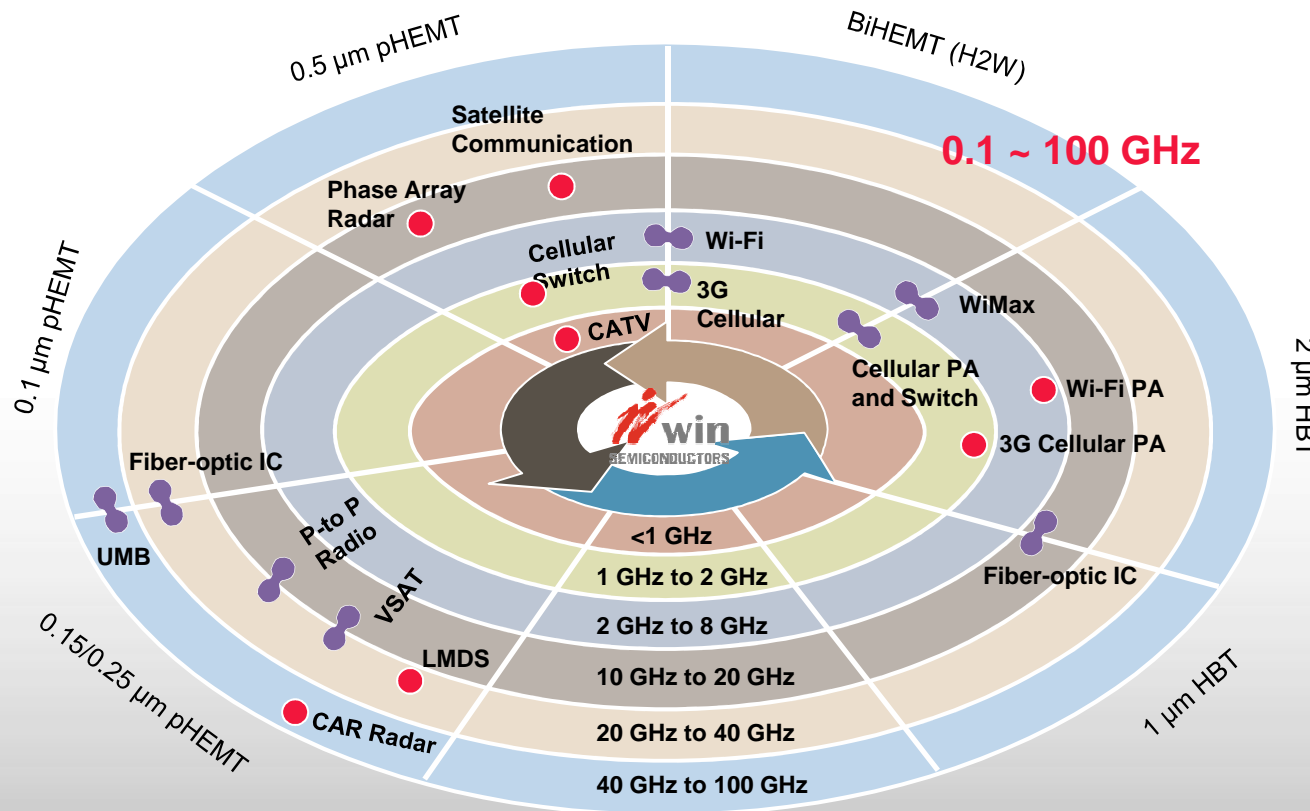 0.5 µm pHEMT
BiHEMT (H2W)
Satellite
Communication
0.1 ~ 100 GHz
Phase Array
Radar
Cellular
Switch
Wi-Fi
3G
Cellular
WiMax
CATV
0.1 µm pHEMT
2 µm HBT
Cellular PA
and Switch
Wi-Fi PA
win
SEMICONDUCTORS
3G Cellular PA
Fiber-optic IC
UMB
P-to P
Radio
VSAT
<1 GHz
1 GHz to 2 GHz
Fiber-optic IC
2 GHz to 8 GHz
LMDS
10 GHz to 20 GHz
0.15/0.25 µm pHEMT
1 µm HBT
CAR Radar
20 GHz to 40 GHz
40 GHz to 100 GHz